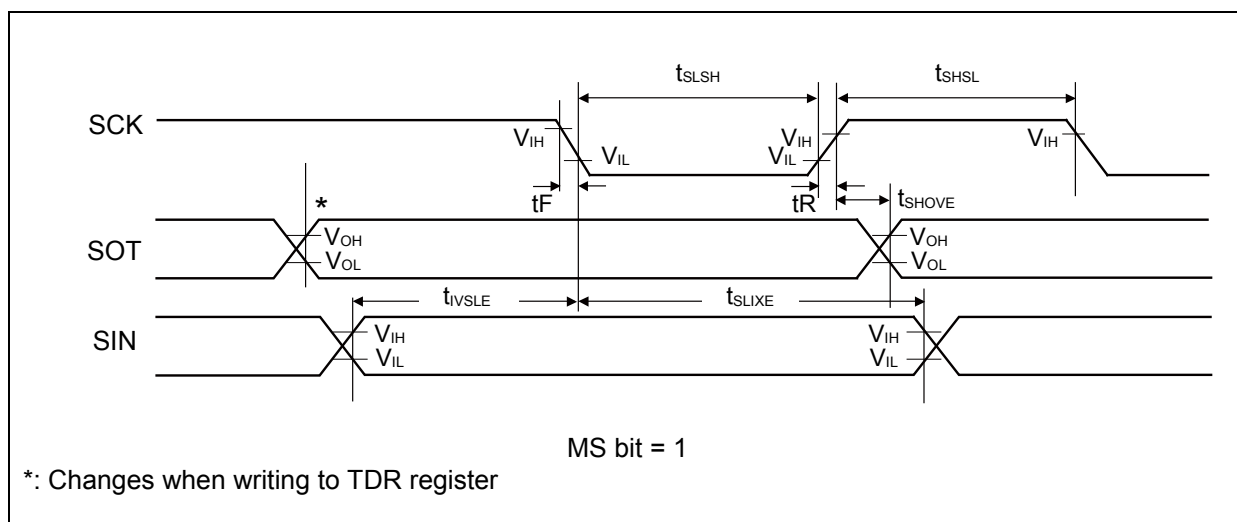 tSLSH tSHSL
SCK VIH VIL VIH VIL VIH
tF tR tSHOVE
*
SOT VOH VOL VOH VOL
tIVSLE tSLIXE
SIN VIH VIL VIH VIL
MS bit = 1
*: Changes when writing to TDR register